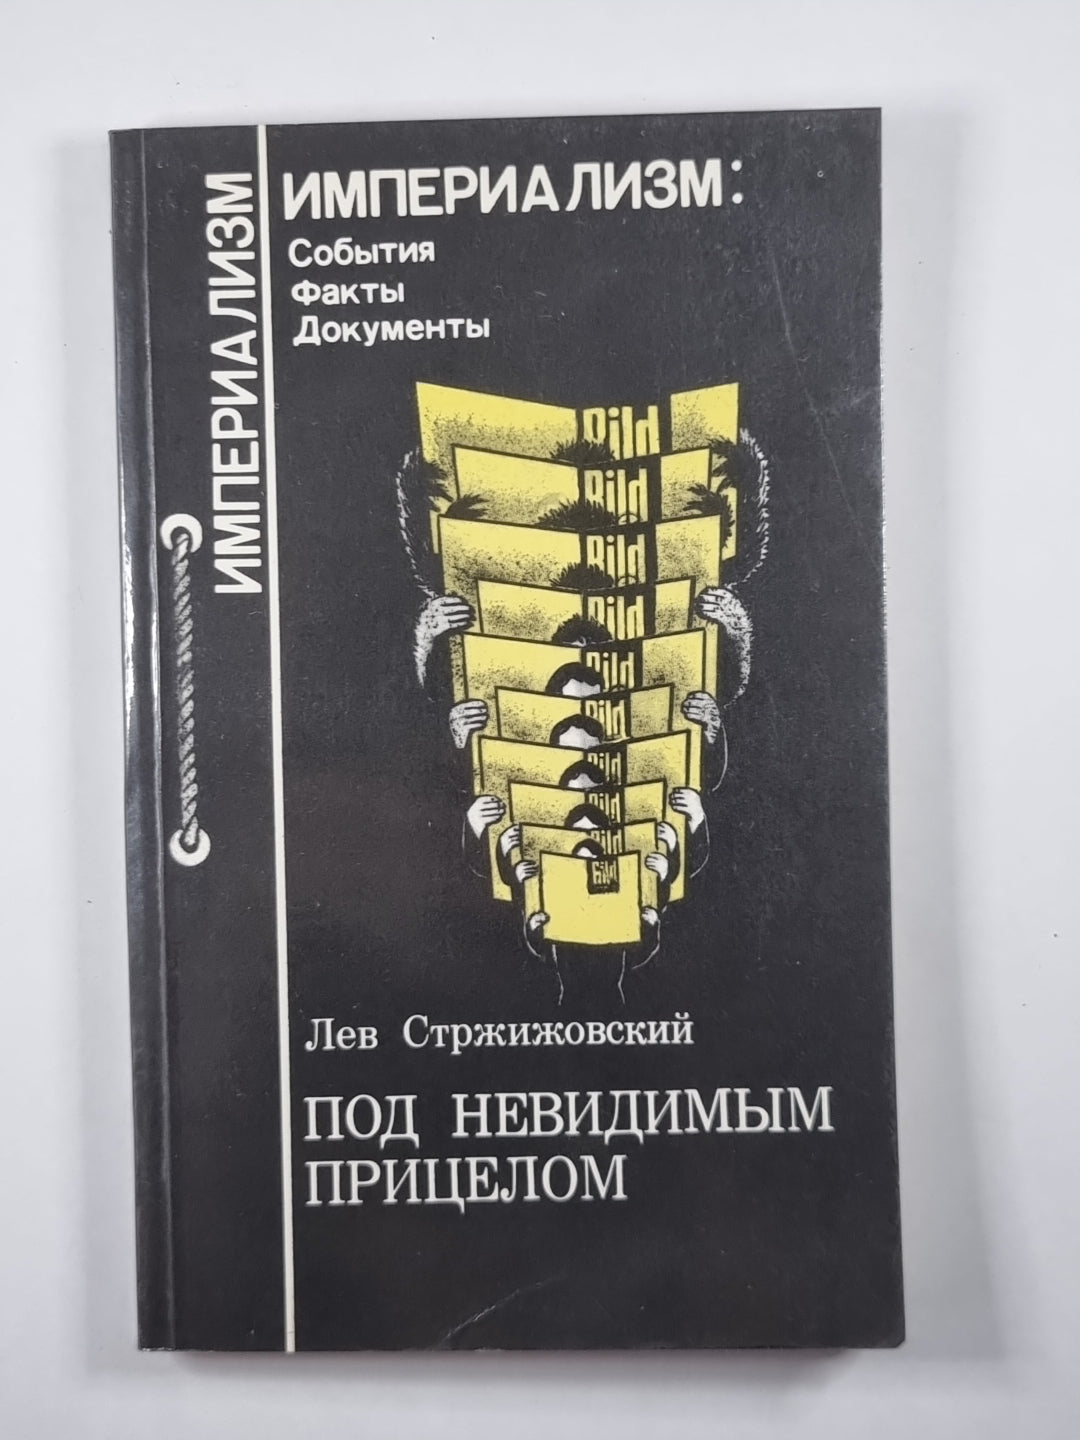 ИМПЕРИАЛИЗМ
ИМПЕРИАЛИЗМ:
События
Факты
Документы
Bild
Bild
Bild
Bild
Bild
Bild
Bild
Bild
Bild
Bild
Лев Стржижовский
ПОД НЕВИДИМЫМ
ПРИЦЕЛОМ